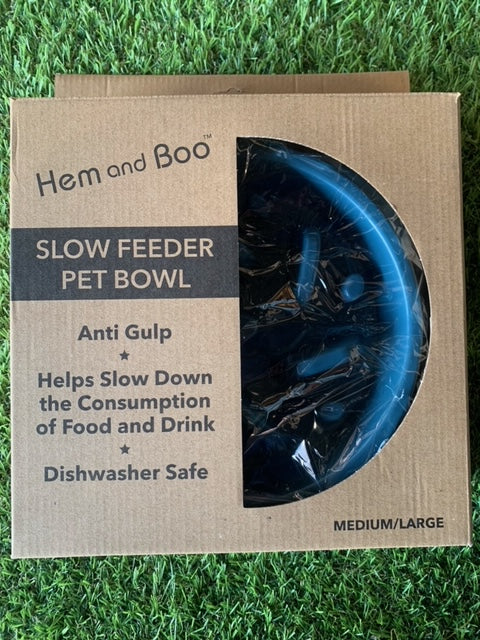 Hem and Boo™
SLOW FEEDER
PET BOWL
Anti Gulp
Helps Slow Down
the Consumption
of Food and Drink
Dishwasher Safe
MEDIUM/LARGE